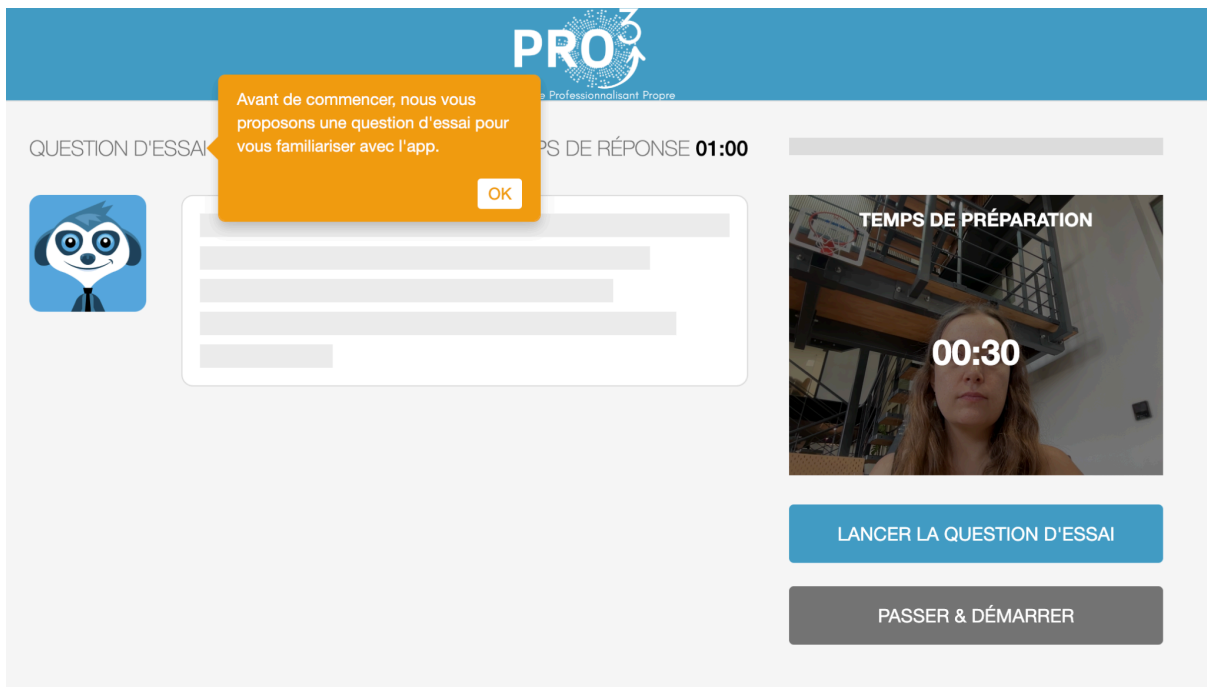 PRO3
e Professionnalisant Propre
Avant de commencer, nous vous
proposons une question d'essai pour
vous familiariser avec l'app.
OK
QUESTION D'ESSAI
PS DE RÉPONSE 01:00
TEMPS DE PRÉPARATION
00:30
LANCER LA QUESTION D'ESSAI
PASSER & DÉMARRER